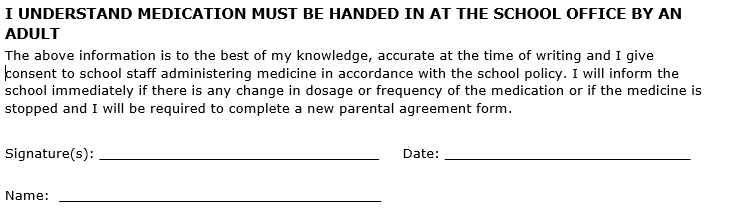 I UNDERSTAND MEDICATION MUST BE HANDED IN AT THE SCHOOL OFFICE BY AN
ADULT
The above information is to the best of my knowledge, accurate at the time of writing and I give
consent to school staff administering medicine in accordance with the school policy. I will inform the
school immediately if there is any change in dosage or frequency of the medication or if the medicine is
stopped and I will be required to complete a new parental agreement form.
Signature(s): __________________________________ Date: ______________________________
Name: _______________________________________